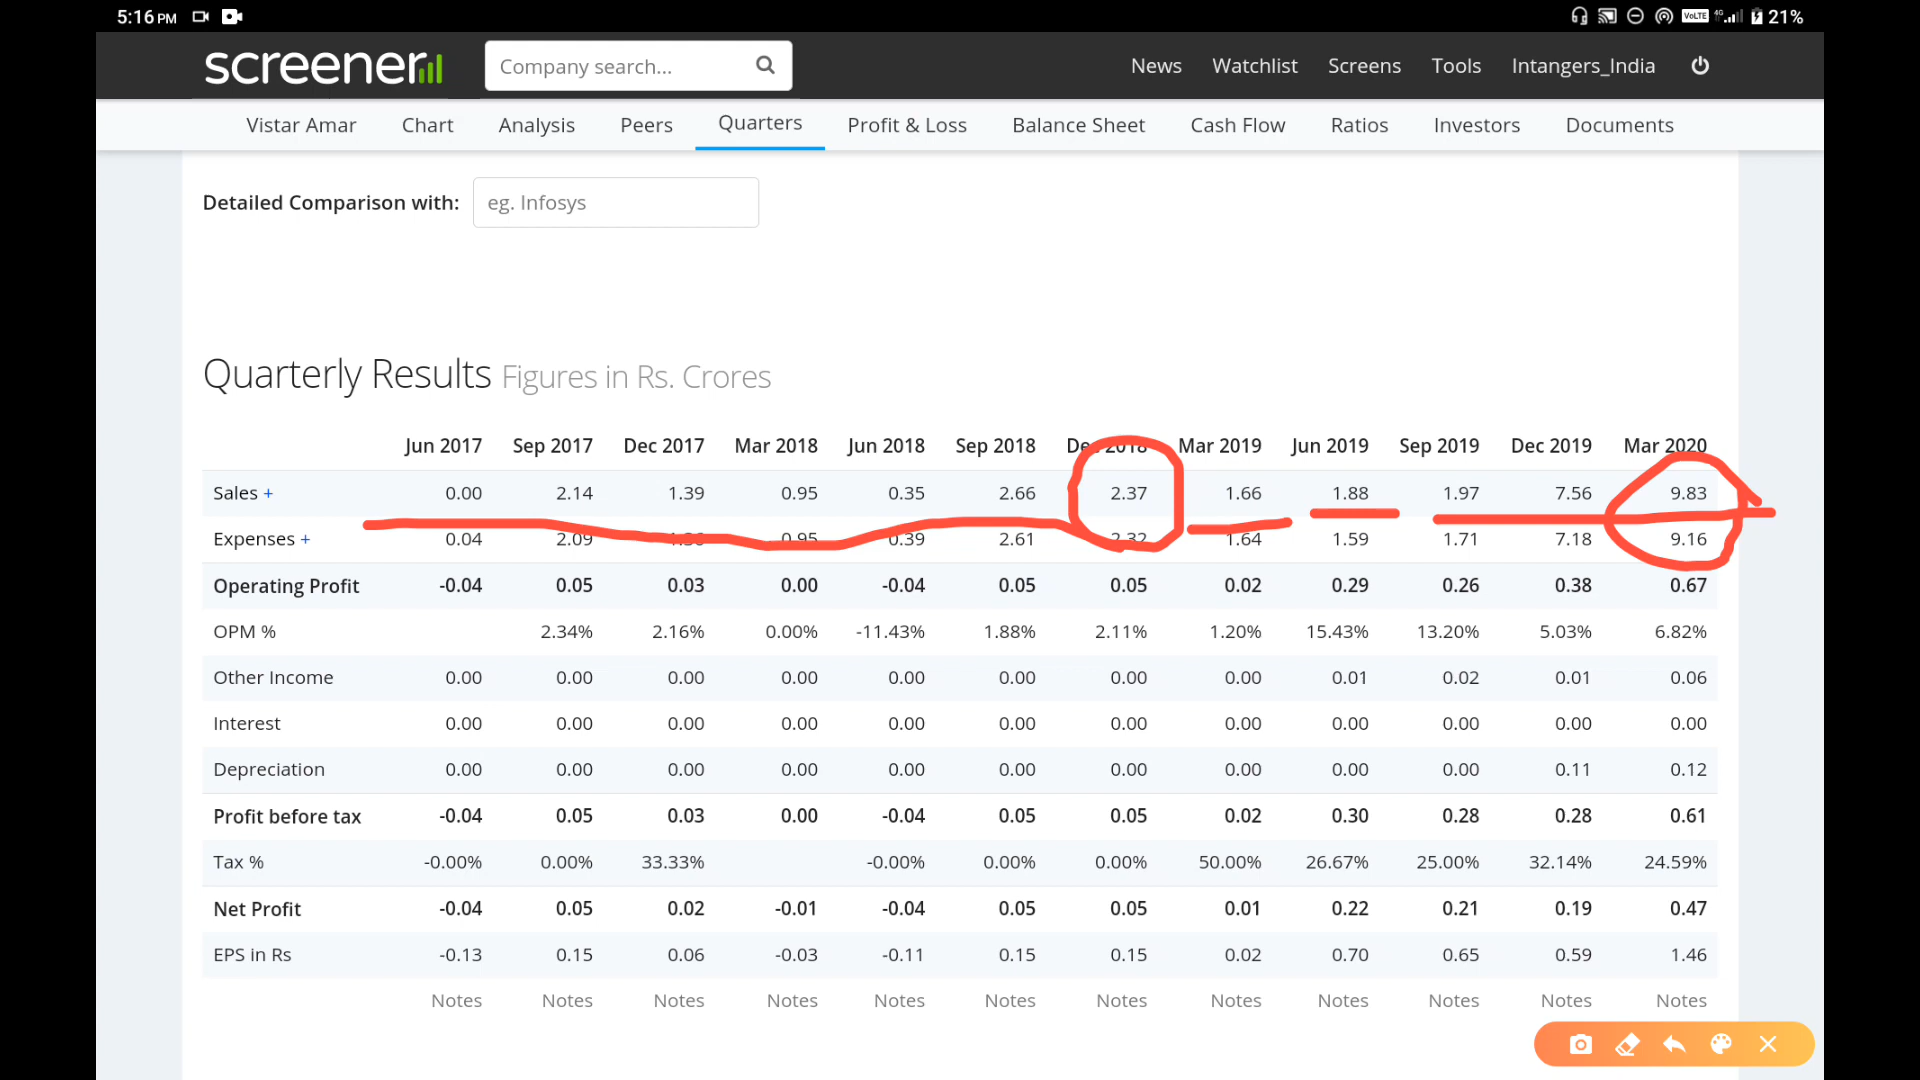 5:16 PM VoLTE 4G 21%
screener Company search... News Watchlist Screens Tools Intangers_India
Vistar Amar Chart Analysis Peers Quarters Profit & Loss Balance Sheet Cash Flow Ratios Investors Documents
Detailed Comparison with: eg. Infosys
Quarterly Results Figures in Rs. Crores
Jun 2017 Sep 2017 Dec 2017 Mar 2018 Jun 2018 Sep 2018 Dec 2018 Mar 2019 Jun 2019 Sep 2019 Dec 2019 Mar 2020
Sales + 0.00 2.14 1.39 0.95 0.35 2.66 2.37 1.66 1.88 1.97 7.56 9.83
Expenses + 0.04 2.09 0.95 0.39 2.61 2.32 1.64 1.59 1.71 7.18 9.16
Operating Profit -0.04 0.05 0.03 0.00 -0.04 0.05 0.05 0.02 0.29 0.26 0.38 0.67
OPM % 2.34% 2.16% 0.00% -11.43% 1.88% 2.11% 1.20% 15.43% 13.20% 5.03% 6.82%
Other Income 0.00 0.00 0.00 0.00 0.00 0.00 0.00 0.00 0.01 0.02 0.01 0.06
Interest 0.00 0.00 0.00 0.00 0.00 0.00 0.00 0.00 0.00 0.00 0.00 0.00
Depreciation 0.00 0.00 0.00 0.00 0.00 0.00 0.00 0.00 0.00 0.00 0.11 0.12
Profit before tax -0.04 0.05 0.03 0.00 -0.04 0.05 0.05 0.02 0.30 0.28 0.28 0.61
Tax % -0.00% 0.00% 33.33% -0.00% 0.00% 0.00% 50.00% 26.67% 25.00% 32.14% 24.59%
Net Profit -0.04 0.05 0.02 -0.01 -0.04 0.05 0.05 0.01 0.22 0.21 0.19 0.47
EPS in Rs -0.13 0.15 0.06 -0.03 -0.11 0.15 0.15 0.02 0.70 0.65 0.59 1.46
Notes Notes Notes Notes Notes Notes Notes Notes Notes Notes Notes Notes